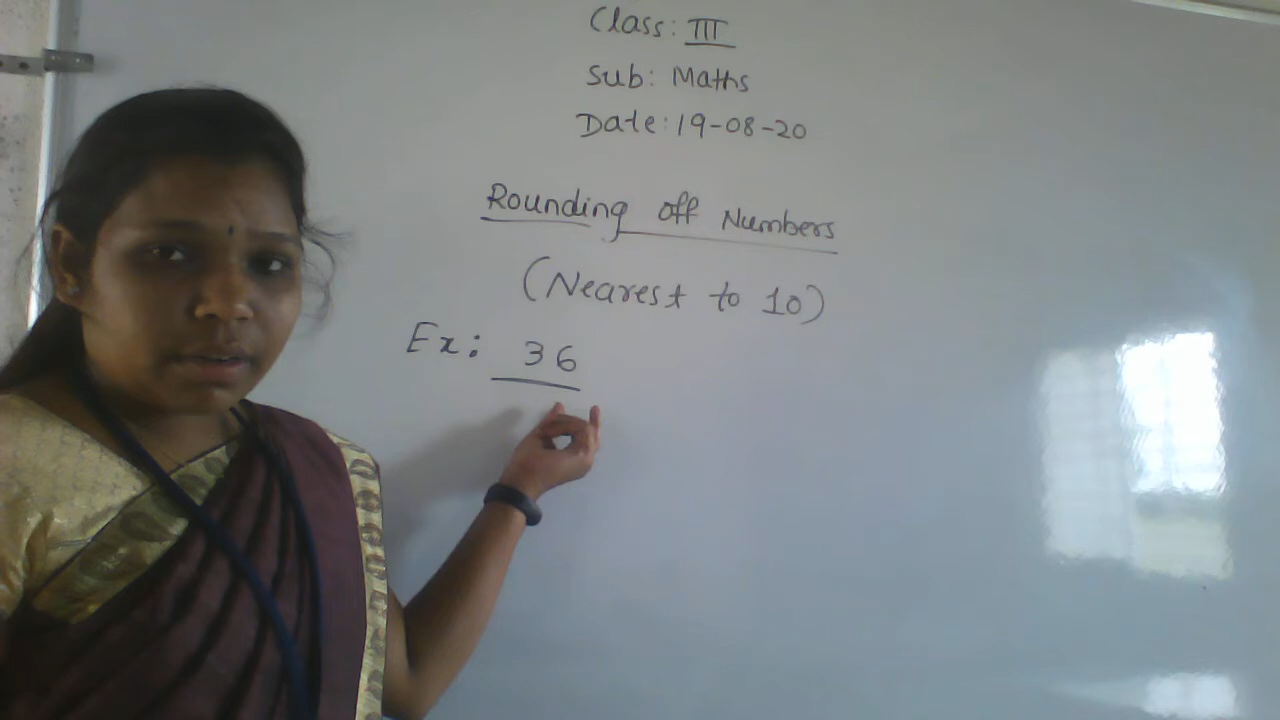 Class: III
Sub: Maths
Date: 19-08-20
Rounding off Numbers
(Nearest to 10)
Ex: 36